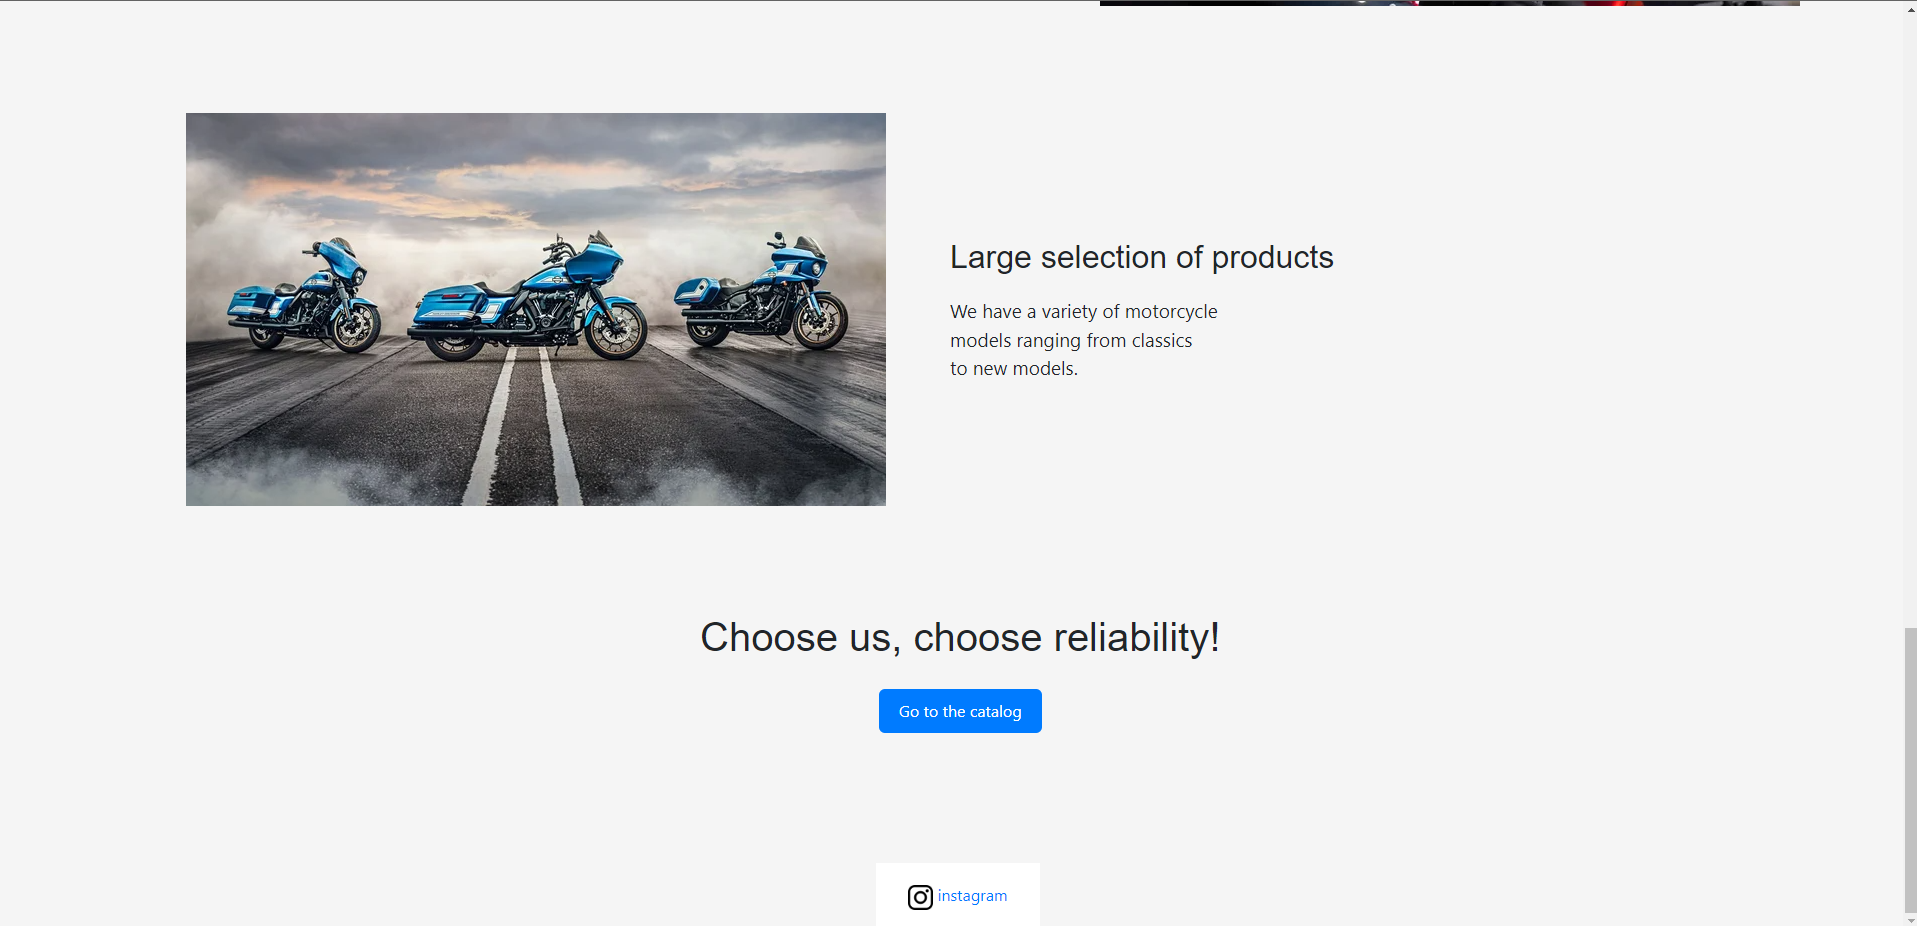 Large selection of products
We have a variety of motorcycle
models ranging from classics
to new models.
Choose us, choose reliability!
Go to the catalog
instagram